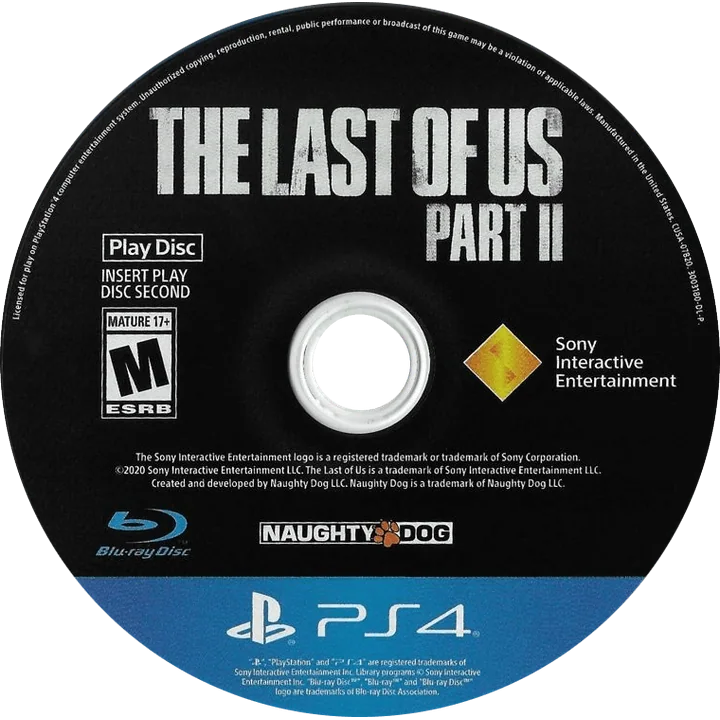 Licensed for play on PlayStation®4 computer entertainment system. Unauthorized copying, reproduction, rental, public performance or broadcast of this game may be a violation of applicable laws. Manufactured in the United States. CUSA-07820. 3003180-DL-P.
THE LAST OF US
PART II
Play Disc
INSERT PLAY
DISC SECOND
MATURE 17+
M
ESRB
Sony
Interactive
Entertainment
The Sony Interactive Entertainment logo is a registered trademark or trademark of Sony Corporation.
©2020 Sony Interactive Entertainment LLC. The Last of Us is a trademark of Sony Interactive Entertainment LLC.
Created and developed by Naughty Dog LLC. Naughty Dog is a trademark of Naughty Dog LLC.
Blu-ray Disc
NAUGHTY DOG
PS4
", "PlayStation" and "PS4" are registered trademarks of
Sony Interactive Entertainment Inc. Library programs © Sony Interactive
Entertainment Inc. "Blu-ray Disc™", "Blu-ray™" and "Blu-ray Disc™"
logo are trademarks of Blu-ray Disc Association.